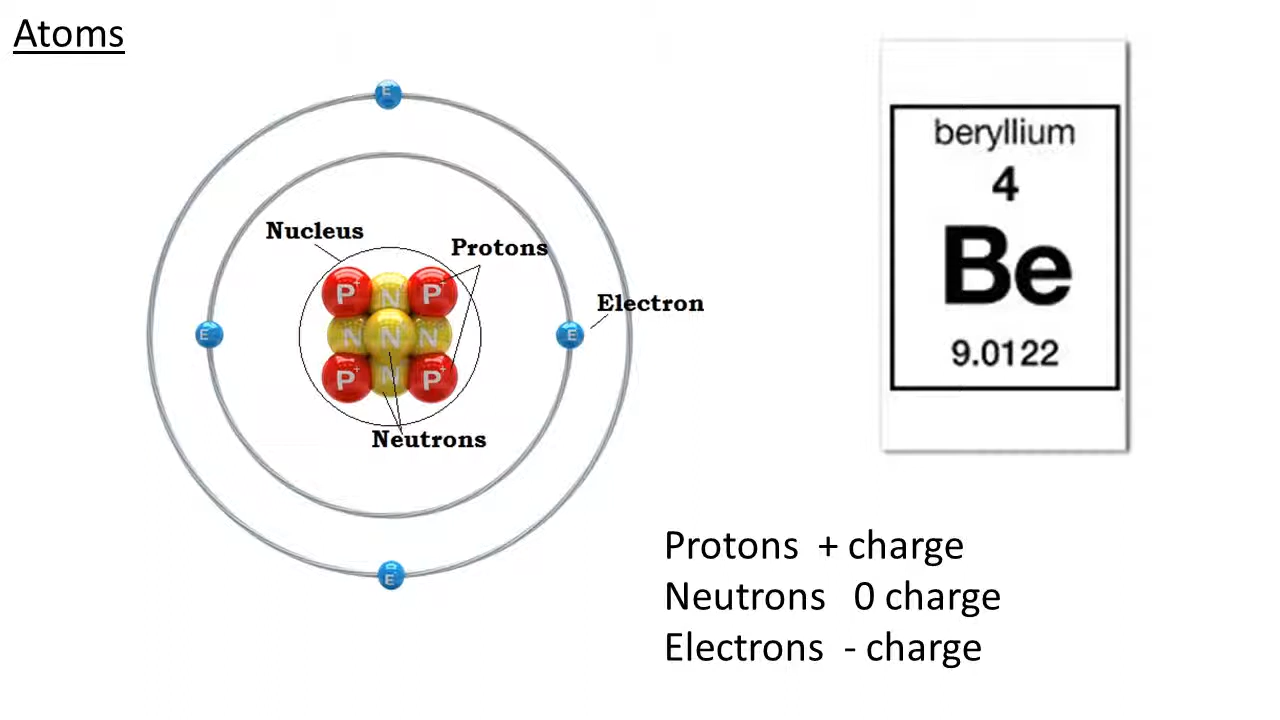 Atoms
E
Nucleus
Protons
P+ N P+
Electron
E N N N E
P+ N P+
Neutrons
E
beryllium
4
Be
9.0122
Protons + charge
Neutrons 0 charge
Electrons - charge